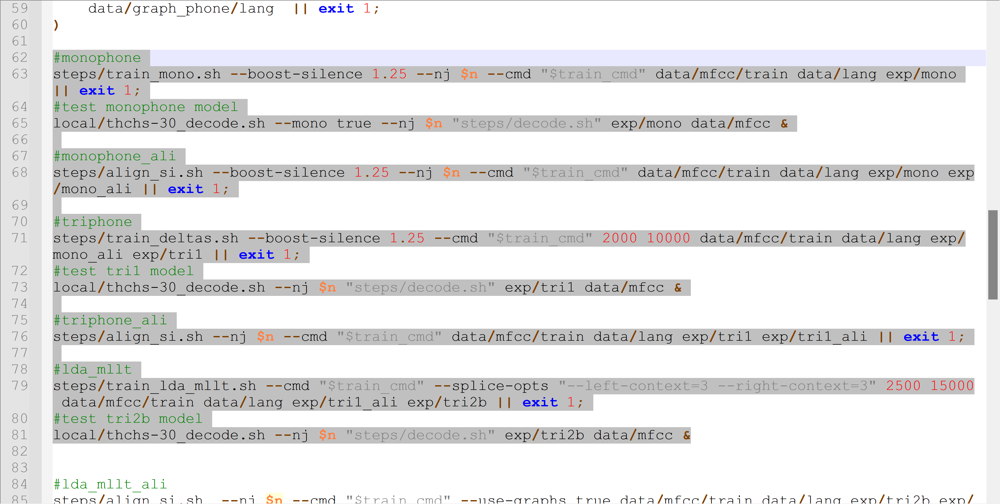 59 data/graph_phone/lang || exit 1;
60 )
61
62 #monophone
63 steps/train_mono.sh --boost-silence 1.25 --nj $n --cmd "$train_cmd" data/mfcc/train data/lang exp/mono
|| exit 1;
64 #test monophone model
65 local/thchs-30_decode.sh --mono true --nj $n "steps/decode.sh" exp/mono data/mfcc &
66
67 #monophone_ali
68 steps/align_si.sh --boost-silence 1.25 --nj $n --cmd "$train_cmd" data/mfcc/train data/lang exp/mono exp
/mono_ali || exit 1;
69
70 #triphone
71 steps/train_deltas.sh --boost-silence 1.25 --cmd "$train_cmd" 2000 10000 data/mfcc/train data/lang exp/
mono_ali exp/tri1 || exit 1;
72 #test tri1 model
73 local/thchs-30_decode.sh --nj $n "steps/decode.sh" exp/tri1 data/mfcc &
74
75 #triphone_ali
76 steps/align_si.sh --nj $n --cmd "$train_cmd" data/mfcc/train data/lang exp/tri1 exp/tri1_ali || exit 1;
77
78 #lda_mllt
79 steps/train_lda_mllt.sh --cmd "$train_cmd" --splice-opts "--left-context=3 --right-context=3" 2500 15000
data/mfcc/train data/lang exp/tri1_ali exp/tri2b || exit 1;
80 #test tri2b model
81 local/thchs-30_decode.sh --nj $n "steps/decode.sh" exp/tri2b data/mfcc &
82
83
84 #lda_mllt_ali
85 steps/align_si.sh --nj $n --cmd "$train_cmd" --use-graphs true data/mfcc/train data/lang exp/tri2b exp/